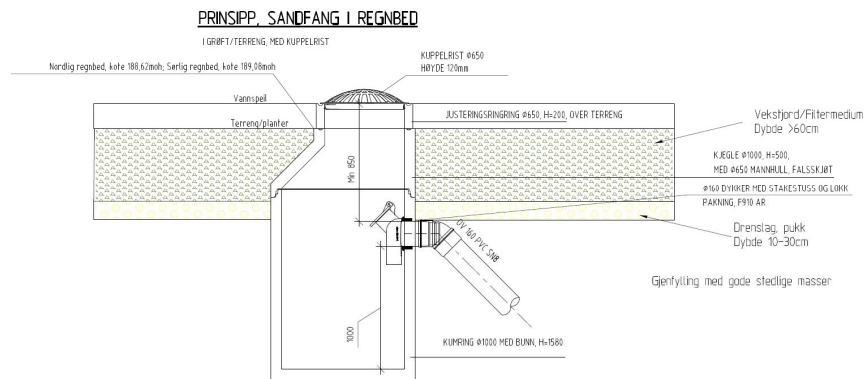 PRINSIPP, SANDFANG I REGNBED
I GRØFT/TERRENG, MED KUPPELRIST
KUPPELRIST Ø650
HØYDE 120mm
Nordlig regnbed, kote 188,62moh; Sørlig regnbed, kote 189,08moh
Vannspeil
JUSTERINGSRINGRING Ø650, H=200, OVER TERRENG
Terreng/planter
Vekstjord/Filtermedium
Dybde >60cm
Min 850
KJEGLE Ø1000, H=500,
MED Ø650 MANNHULL, FALSSKJØT
Ø160 DYKKER MED STAKESTUSS OG LOKK
PAKNING, F910 AR
Drenslag, pukk
Dybde 10-30cm
OV 160 PVC SN8
Gjenfylling med gode stedlige masser
1000
KUMRING Ø1000 MED BUNN, H=1580